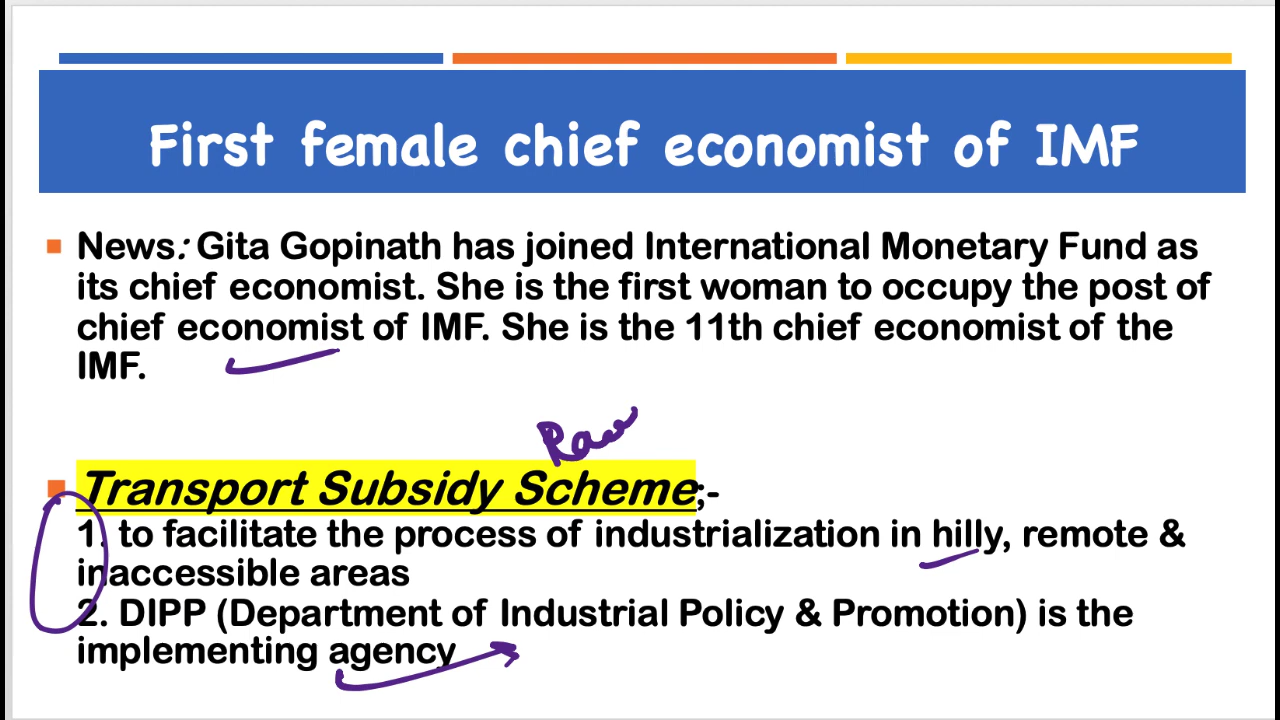 First female chief economist of IMF
News: Gita Gopinath has joined International Monetary Fund as
its chief economist. She is the first woman to occupy the post of
chief economist of IMF. She is the 11th chief economist of the
IMF.
Raw
Transport Subsidy Scheme;-
1. to facilitate the process of industrialization in hilly, remote &
inaccessible areas
2. DIPP (Department of Industrial Policy & Promotion) is the
implementing agency